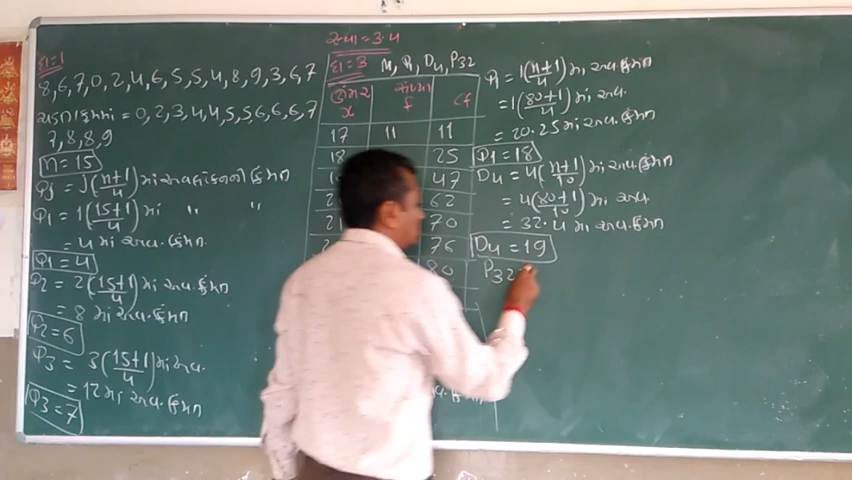 દા=1
8,6,7,0,2,4,6,5,5,4,8,9,3,6,7
ચડતા ક્રમમાં = 0,2,3,4,4,5,5,6,6,6,7
7,8,8,9
n = 15
Qj = j(n+1/4) માં અવલોકનની કિંમત
Q1 = 1(15+1/4) માં " "
= 4 માં અવ. કિંમત
Q1 = 4
Q2 = 2(15+1/4) માં અવ. કિંમત
= 8 માં અવ. કિંમત
Q2 = 6
Q3 = 3(15+1/4) માં અવ.
= 12 માં અવ. કિંમત
Q3 = 7
સ્વા = 3.4
દા=3 M, Q1, D4, P32
ઉંમર x સંખ્યા f cf
17 11 11
18 25
47
62
21 70
76
80
Q1 = 1(n+1/4) માં અવ. કિંમત
= 1(80+1/4) માં અવ.
= 20.25 માં અવ. કિંમત
Q1 = 18
D4 = 4(n+1/10) માં અવ. કિંમત
= 4(80+1/10) માં અવ.
= 32.4 માં અવ. કિંમત
D4 = 19
P32